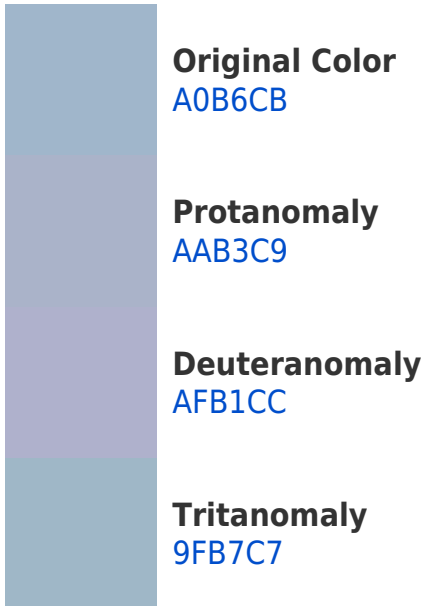 Original Color
A0B6CB
Protanomaly
AAB3C9
Deuteranomaly
AFB1CC
Tritanomaly
9FB7C7